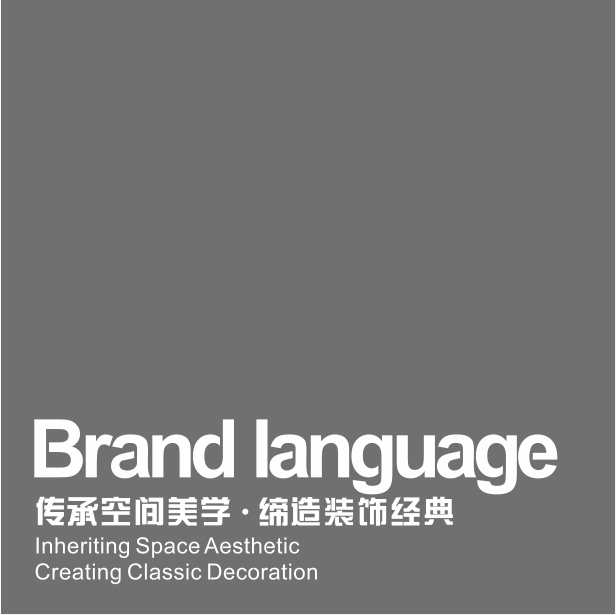 Brand language
传承空间美学·缔造装饰经典
Inheriting Space Aesthetic
Creating Classic Decoration